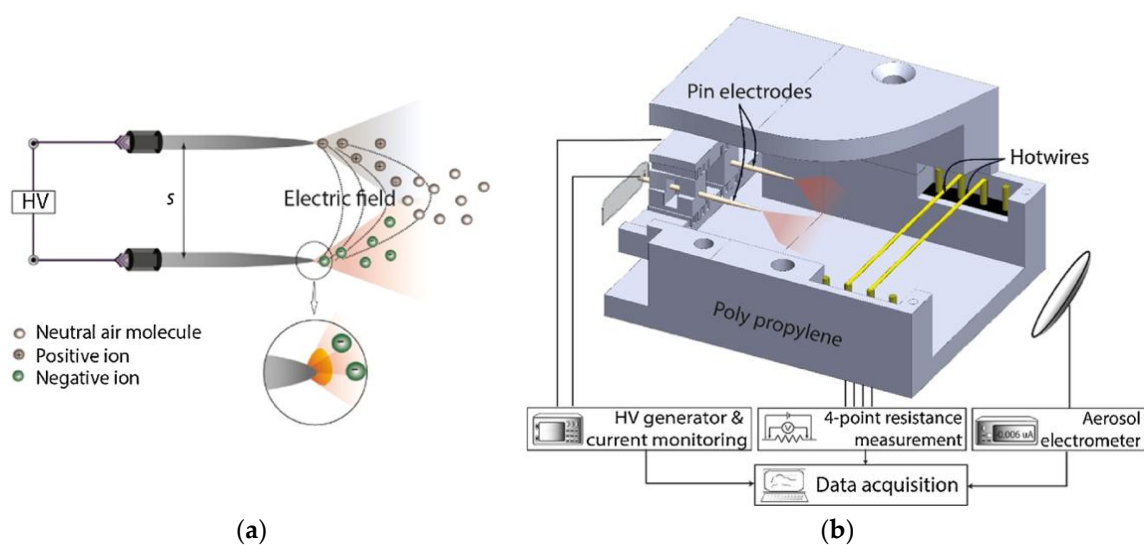 HV
s
Electric field
Neutral air molecule
Positive ion
Negative ion
(a)
Pin electrodes
Hotwires
Poly propylene
HV generator &
current monitoring
V
4-point resistance
measurement
-0.006 uA
Aerosol
electrometer
Data acquisition
(b)